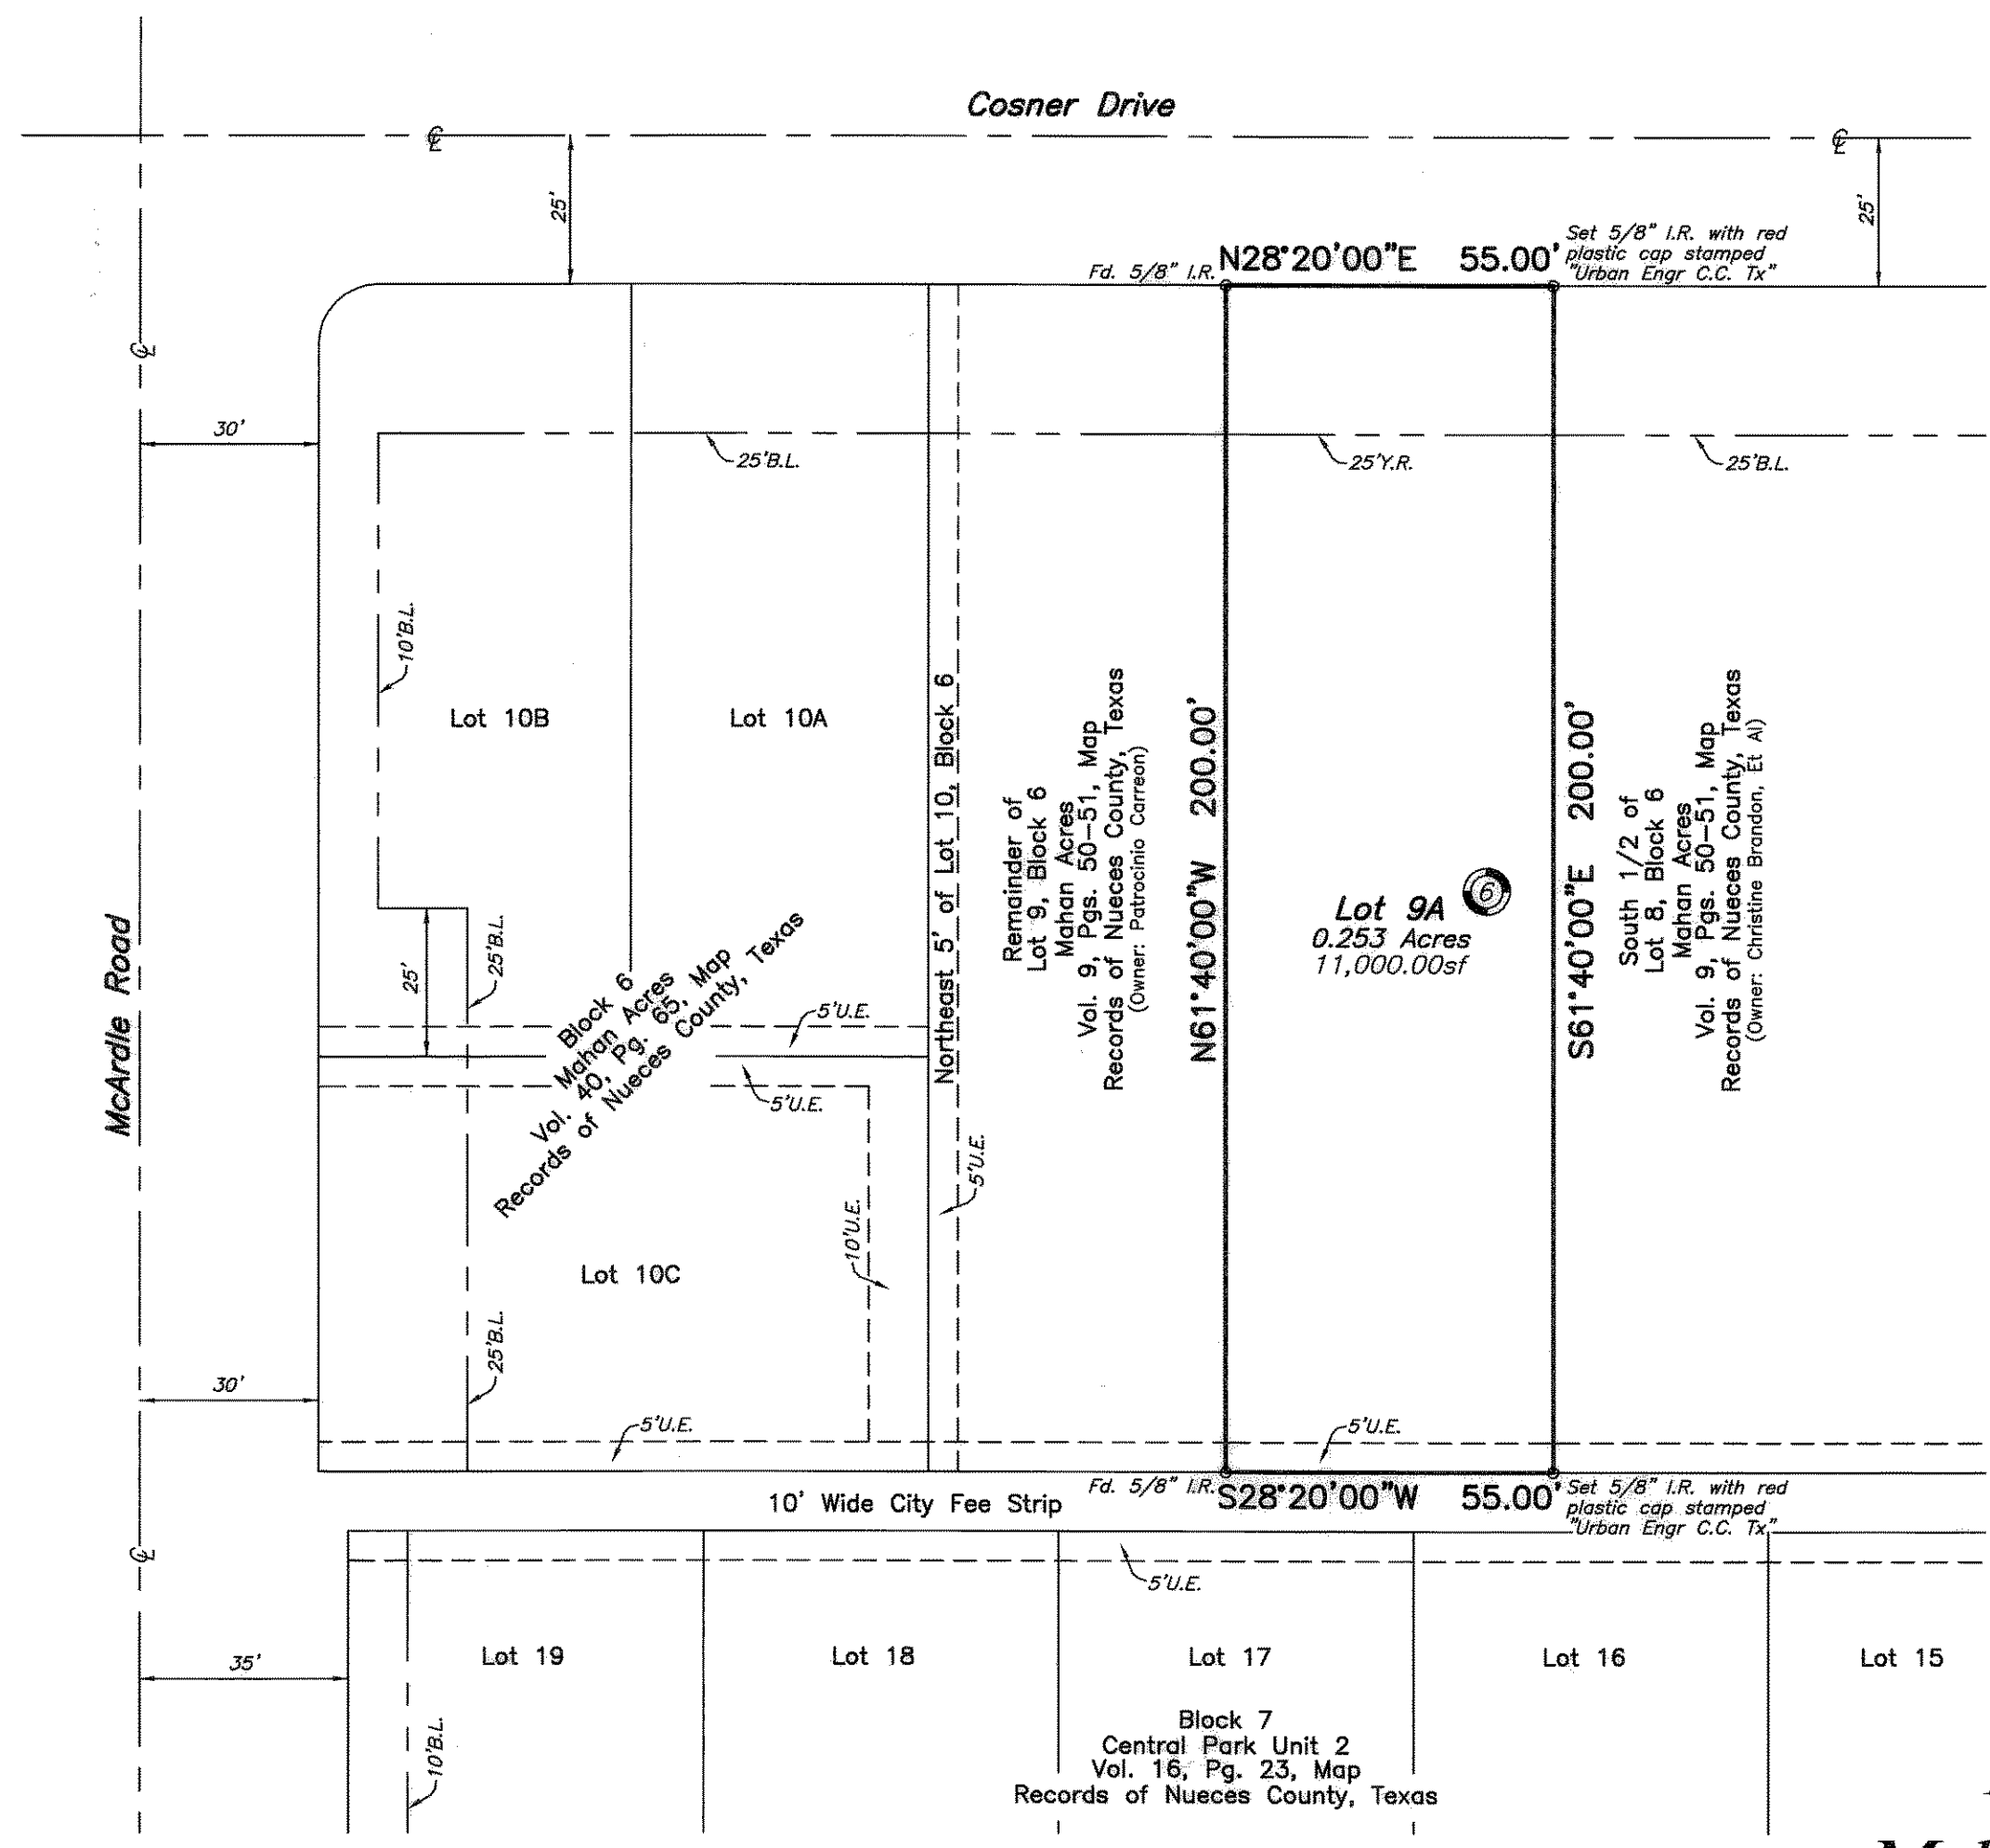 Cosner Drive
℄
℄
25'
25'
N28°20'00"E 55.00'
Fd. 5/8" I.R.
Set 5/8" I.R. with red
plastic cap stamped
"Urban Engr C.C. Tx"
℄
30'
25'B.L.
25'Y.R.
25'B.L.
10'B.L.
Lot 10B
Lot 10A
Northeast 5' of Lot 10, Block 6
Remainder of
Lot 9, Block 6
Mahan Acres
Vol. 9, Pgs. 50-51, Map
Records of Nueces County, Texas
(Owner: Patrocinio Carreon)
N61°40'00"W 200.00'
Lot 9A
6
0.253 Acres
11,000.00sf
S61°40'00"E 200.00'
South 1/2 of
Lot 8, Block 6
Mahan Acres
Vol. 9, Pgs. 50-51, Map
Records of Nueces County, Texas
(Owner: Christine Brandon, Et Al)
McArdle Road
25'
25'B.L.
Block 6
Mahan Acres
Vol. 40, Pg. 65, Map
Records of Nueces County, Texas
5'U.E.
5'U.E.
5'U.E.
10'U.E.
Lot 10C
25'B.L.
30'
5'U.E.
5'U.E.
10' Wide City Fee Strip
Fd. 5/8" I.R.
S28°20'00"W 55.00'
Set 5/8" I.R. with red
plastic cap stamped
"Urban Engr C.C. Tx"
℄
5'U.E.
35'
Lot 19
Lot 18
Lot 17
Lot 16
Lot 15
10'B.L.
Block 7
Central Park Unit 2
Vol. 16, Pg. 23, Map
Records of Nueces County, Texas